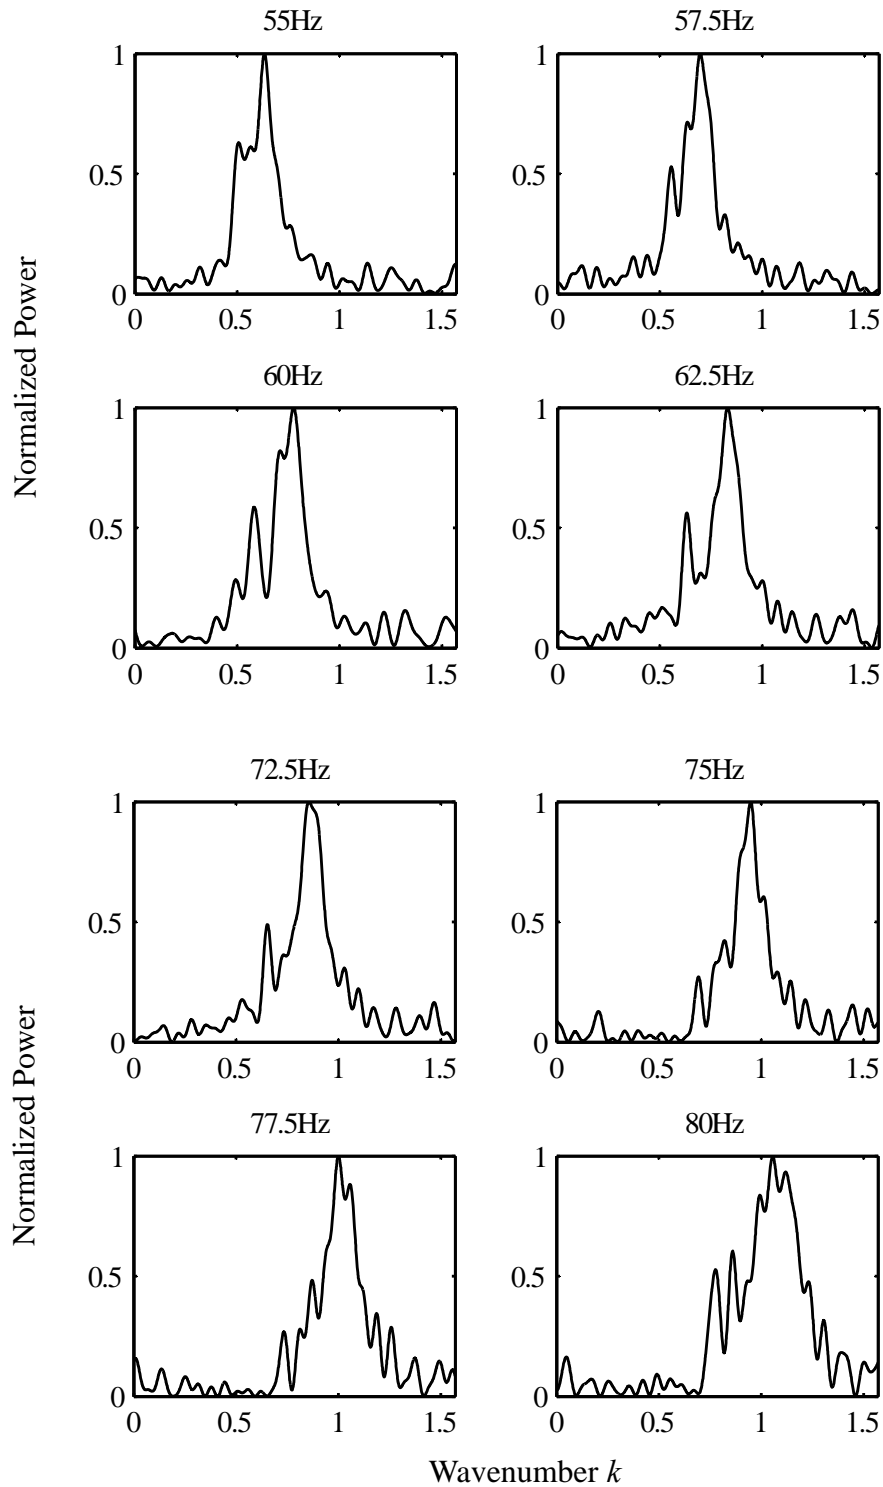 55Hz 57.5Hz
1 1
0.5 0.5
0 0
0 0.5 1 1.5 0 0.5 1 1.5
Normalized Power
60Hz 62.5Hz
1 1
0.5 0.5
0 0
0 0.5 1 1.5 0 0.5 1 1.5
72.5Hz 75Hz
1 1
0.5 0.5
0 0
0 0.5 1 1.5 0 0.5 1 1.5
Normalized Power
77.5Hz 80Hz
1 1
0.5 0.5
0 0
0 0.5 1 1.5 0 0.5 1 1.5
Wavenumber k